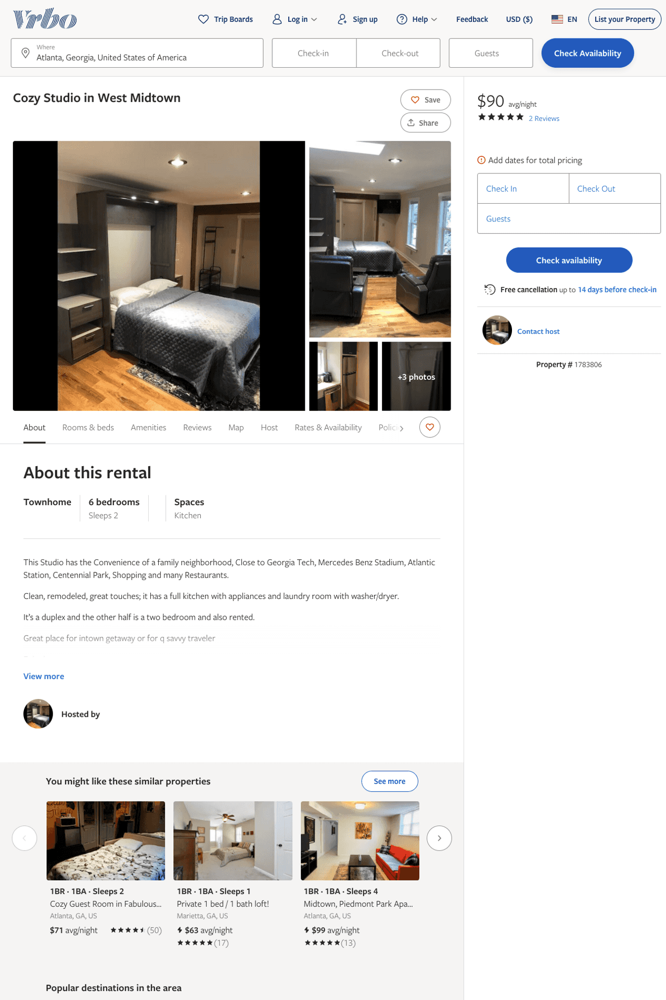 Vrbo
Trip Boards
Log in
Sign up
Help
Feedback
USD ($)
EN
List your Property
Where
Atlanta, Georgia, United States of America
Check-in
Check-out
Guests
Check Availability
Cozy Studio in West Midtown
Save
Share
$90 avg/night
2 Reviews
Add dates for total pricing
Check In
Check Out
Guests
Check availability
Free cancellation up to 14 days before check-in
Contact host
Property # 1783806
+3 photos
About
Rooms & beds
Amenities
Reviews
Map
Host
Rates & Availability
About this rental
Townhome
6 bedrooms
Sleeps 2
Spaces
Kitchen
This Studio has the Convenience of a family neighborhood, Close to Georgia Tech, Mercedes Benz Stadium, Atlantic
Station, Centennial Park, Shopping and many Restaurants.
Clean, remodeled, great touches; it has a full kitchen with appliances and laundry room with washer/dryer.
It's a duplex and the other half is a two bedroom and also rented.
Great place for intown getaway or for q savvy traveler
View more
Hosted by
You might like these similar properties
See more
1BR · 1BA · Sleeps 2
Cozy Guest Room in Fabulous...
Atlanta, GA, US
$71 avg/night
(50)
1BR · 1BA · Sleeps 1
Private 1 bed / 1 bath loft!
Marietta, GA, US
$63 avg/night
(17)
1BR · 1BA · Sleeps 4
Midtown, Piedmont Park Apa...
Atlanta, GA, US
$99 avg/night
(13)
Popular destinations in the area